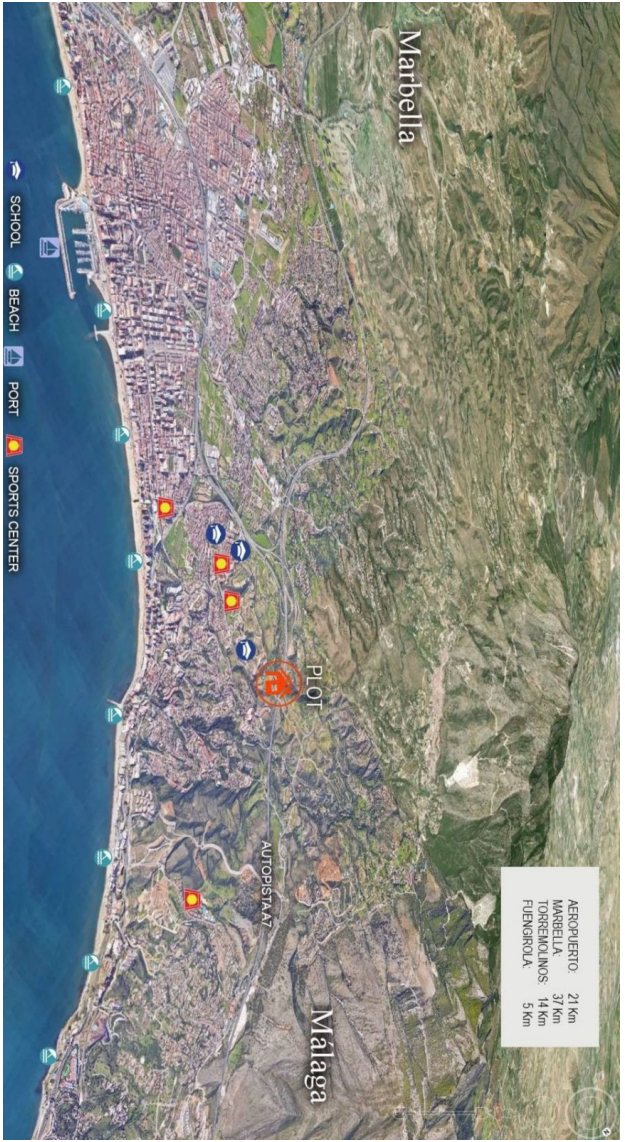 Marbella
Málaga
PLOT
AUTOPISTA A7
AEROPUERTO: 21 Km
MARBELLA: 37 Km
TORREMOLINOS: 14 Km
FUENGIROLA: 5 Km
SCHOOL BEACH PORT SPORTS CENTER